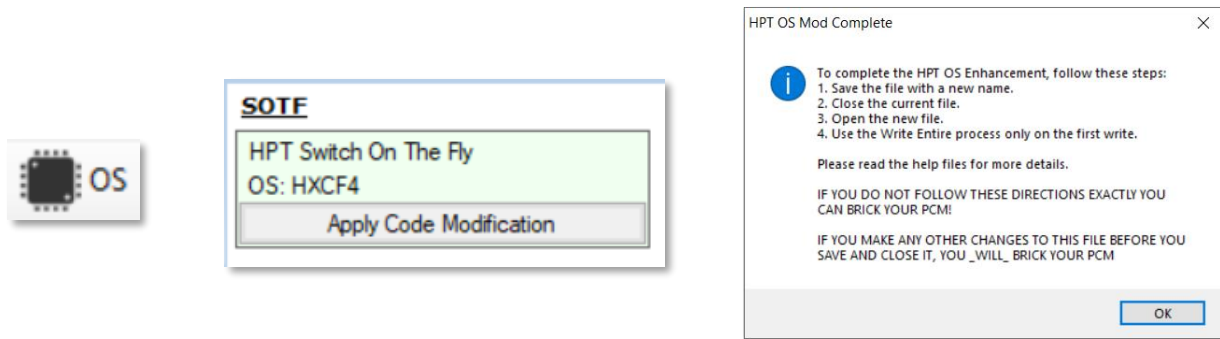 OS
SOTF
HPT Switch On The Fly
OS: HXCF4
Apply Code Modification
HPT OS Mod Complete
To complete the HPT OS Enhancement, follow these steps:
1. Save the file with a new name.
2. Close the current file.
3. Open the new file.
4. Use the Write Entire process only on the first write.
Please read the help files for more details.
IF YOU DO NOT FOLLOW THESE DIRECTIONS EXACTLY YOU
CAN BRICK YOUR PCM!
IF YOU MAKE ANY OTHER CHANGES TO THIS FILE BEFORE YOU
SAVE AND CLOSE IT, YOU _WILL_ BRICK YOUR PCM
OK